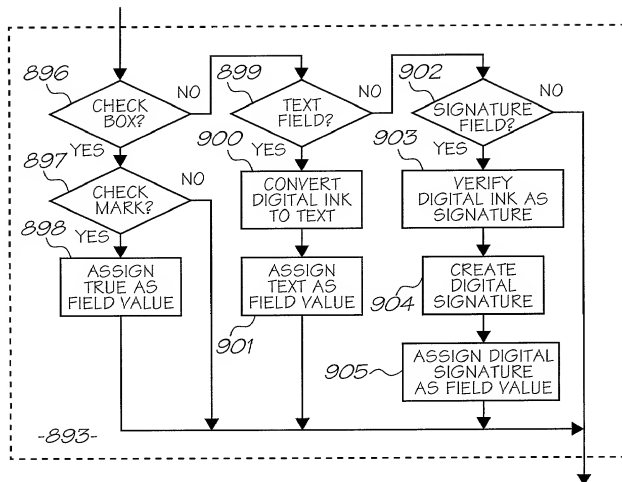 896
CHECK
BOX?
NO
YES
897
CHECK
MARK?
NO
YES
898
ASSIGN
TRUE AS
FIELD VALUE
899
TEXT
FIELD?
NO
YES
900
CONVERT
DIGITAL INK
TO TEXT
ASSIGN
TEXT AS
FIELD VALUE
901
902
SIGNATURE
FIELD?
NO
YES
903
VERIFY
DIGITAL INK AS
SIGNATURE
CREATE
DIGITAL
SIGNATURE
904
ASSIGN DIGITAL
SIGNATURE
AS FIELD VALUE
905
-893-